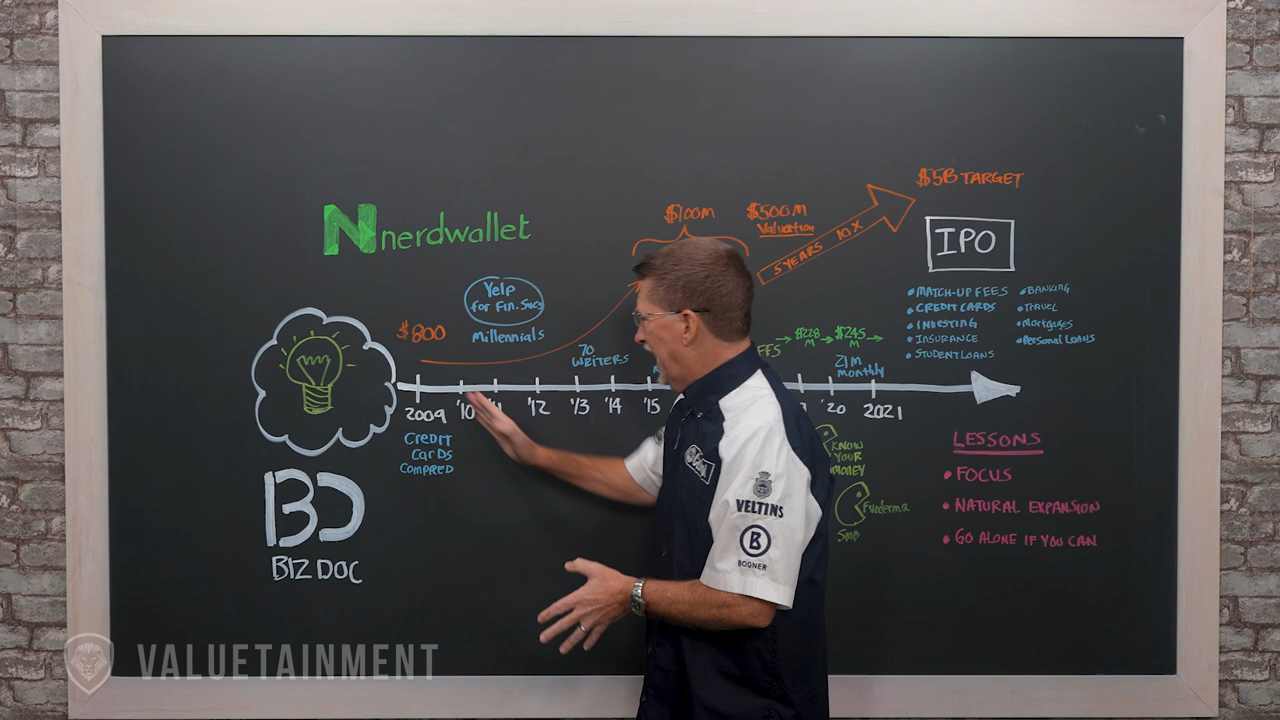 $5B TARGET
$100M
$500M
Valuation
N nerdwallet
5 YEARS 10X
IPO
Yelp
for Fin. Svcs
Millennials
• MATCH-UP FEES
• CREDIT CARDS
• INVESTING
• INSURANCE
• STUDENT LOANS
• BANKING
• TRAVEL
• Mortgages
• Personal LOANS
$800
70
WRITERS
FFS
$228
M
$245
M
21M
monthly
2009
'10
'11
'12
'13
'14
'15
'20
2021
CREDIT
CARDS
COMPARED
KNOW
YOUR
MONEY
Fundera
SMB
LESSONS
• FOCUS
• NATURAL EXPANSION
• GO ALONE IF YOU CAN
BD
BIZ DOC
VELTINS
B
BOGNER
VALUETAINMENT